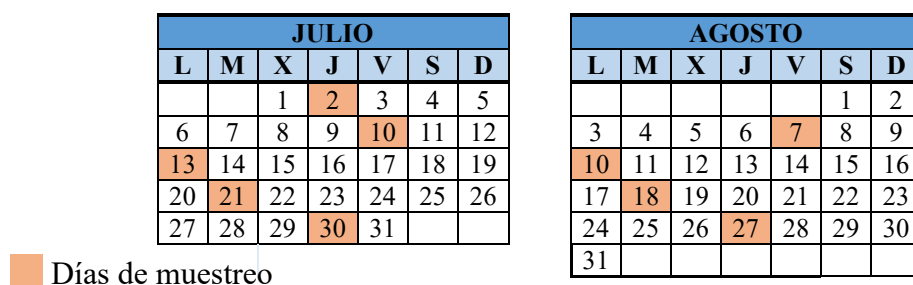 JULIO
L M X J V S D
1 2 3 4 5
6 7 8 9 10 11 12
13 14 15 16 17 18 19
20 21 22 23 24 25 26
27 28 29 30 31
AGOSTO
L M X J V S D
1 2
3 4 5 6 7 8 9
10 11 12 13 14 15 16
17 18 19 20 21 22 23
24 25 26 27 28 29 30
31
Días de muestreo